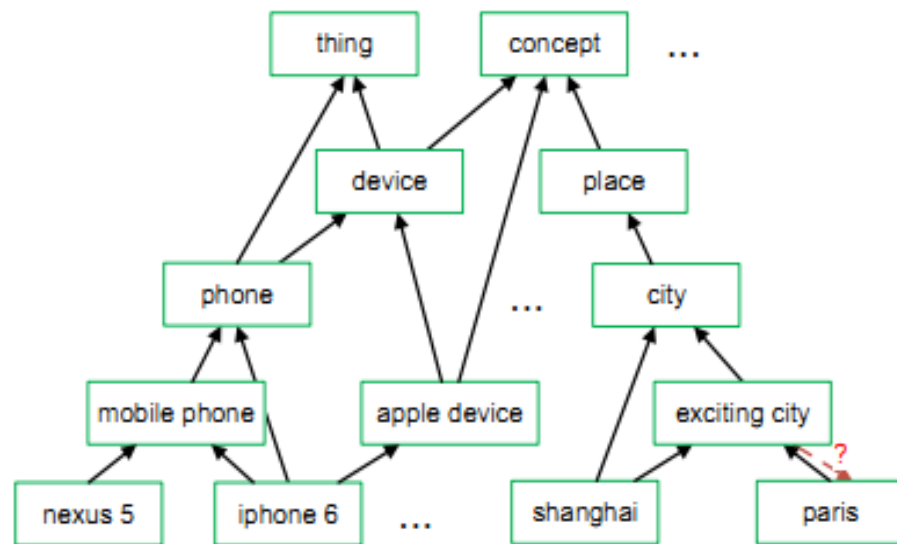 thing
concept
...
device
place
phone
...
city
mobile phone
apple device
exciting city
?
nexus 5
iphone 6
...
shanghai
paris